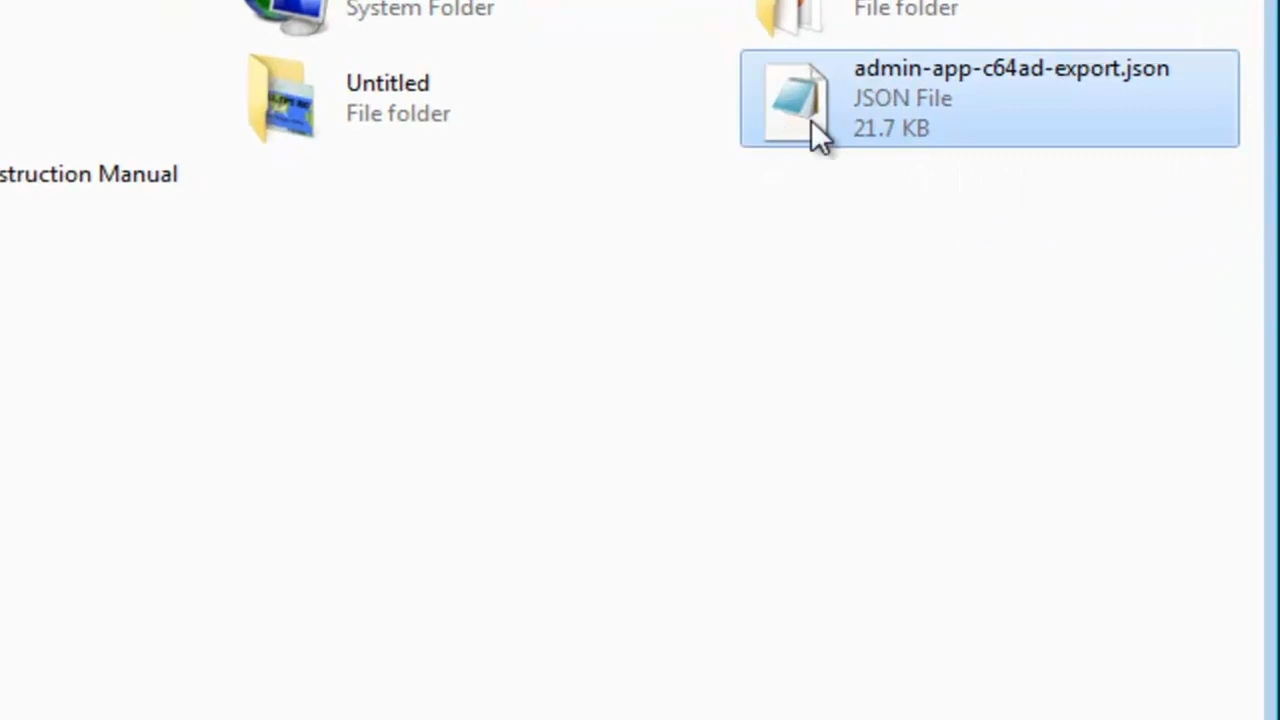 System Folder
File folder
Untitled
File folder
admin-app-c64ad-export.json
JSON File
21.7 KB
struction Manual